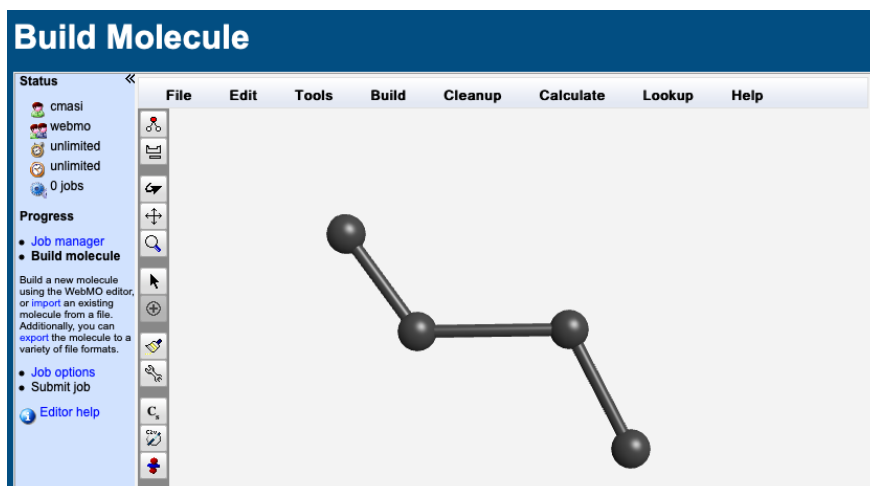 Build Molecule
Status
«
cmasi
webmo
unlimited
unlimited
0 jobs
Progress
• Job manager
• Build molecule
Build a new molecule
using the WebMO editor,
or import an existing
molecule from a file.
Additionally, you can
export the molecule to a
variety of file formats.
• Job options
• Submit job
Editor help
File Edit Tools Build Cleanup Calculate Lookup Help
Cs